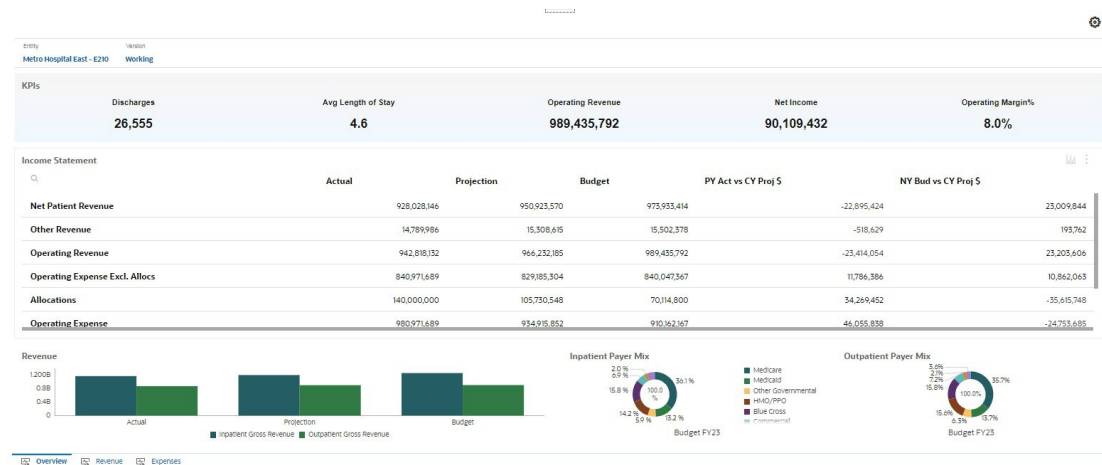 Entity Version
Metro Hospital East - E210 Working
KPIs
Discharges Avg Length of Stay Operating Revenue Net Income Operating Margin%
26,555 4.6 989,435,792 90,109,432 8.0%
Income Statement
Actual Projection Budget PY Act vs CY Proj $ NY Bud vs CY Proj $
Net Patient Revenue 928,028,146 950,923,570 973,933,414 -22,895,424 23,009,844
Other Revenue 14,789,986 15,308,615 15,502,378 -518,629 193,762
Operating Revenue 942,818,132 966,232,185 989,435,792 -23,414,054 23,203,606
Operating Expense Excl. Allocs 840,971,689 829,185,304 840,047,367 11,786,386 10,862,063
Allocations 140,000,000 105,730,548 70,114,800 34,269,452 -35,615,748
Operating Expense 980,971,689 934,915,852 910,162,167 46,055,838 -24,753,685
Revenue Inpatient Payer Mix Outpatient Payer Mix
1.200B
0.8B
0.4B
0
Actual Projection Budget
Inpatient Gross Revenue Outpatient Gross Revenue
2.0 %
6.9 %
15.8 %
14.2 %
5.9 %
13.2 %
36.1 %
100.0
%
Budget FY23
Medicare
Medicaid
Other Governmental
HMO/PPO
Blue Cross
Commercial
3.6%
2.1%
7.2%
15.8%
15.6%
6.3%
13.7%
35.7%
100.0%
Budget FY23
Overview Revenue Expenses